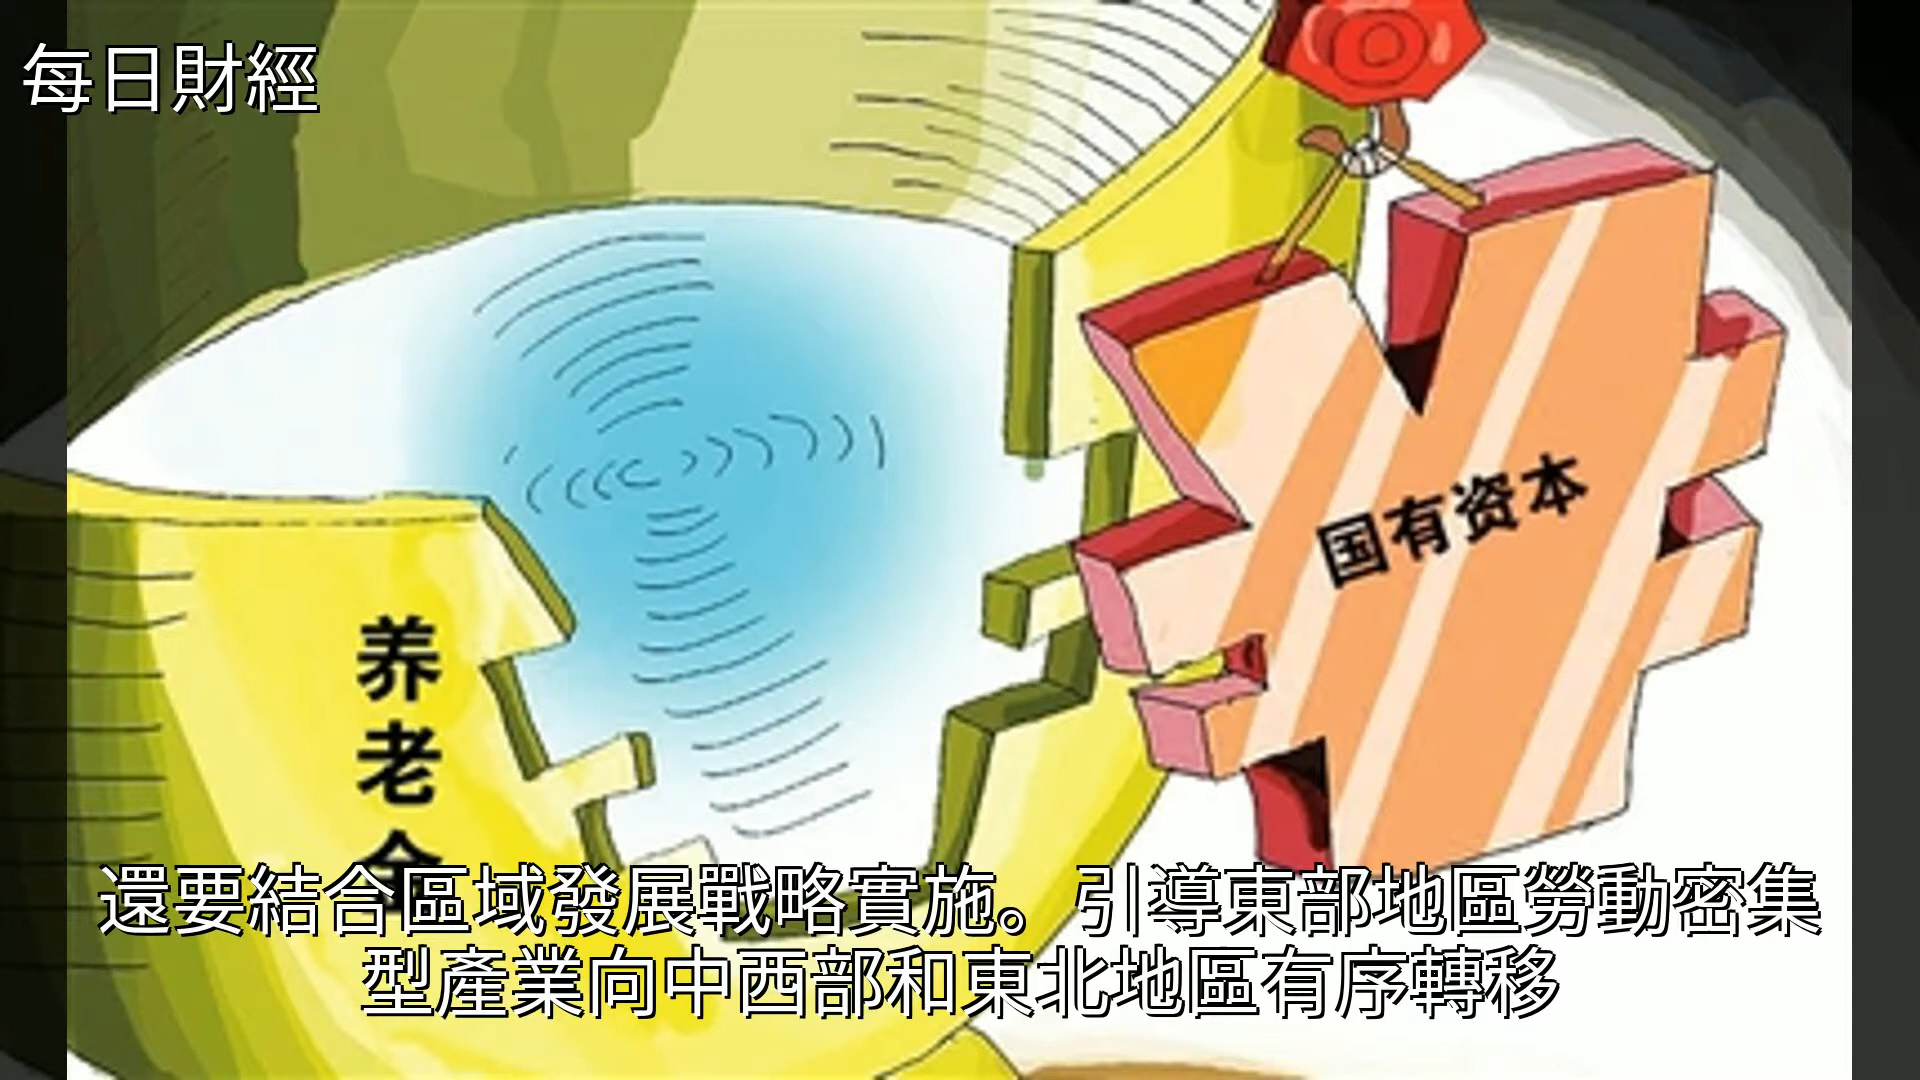 每日財經
国有资本
养老金
還要結合區域發展戰略實施。引導東部地區勞動密集
型產業向中西部和東北地區有序轉移